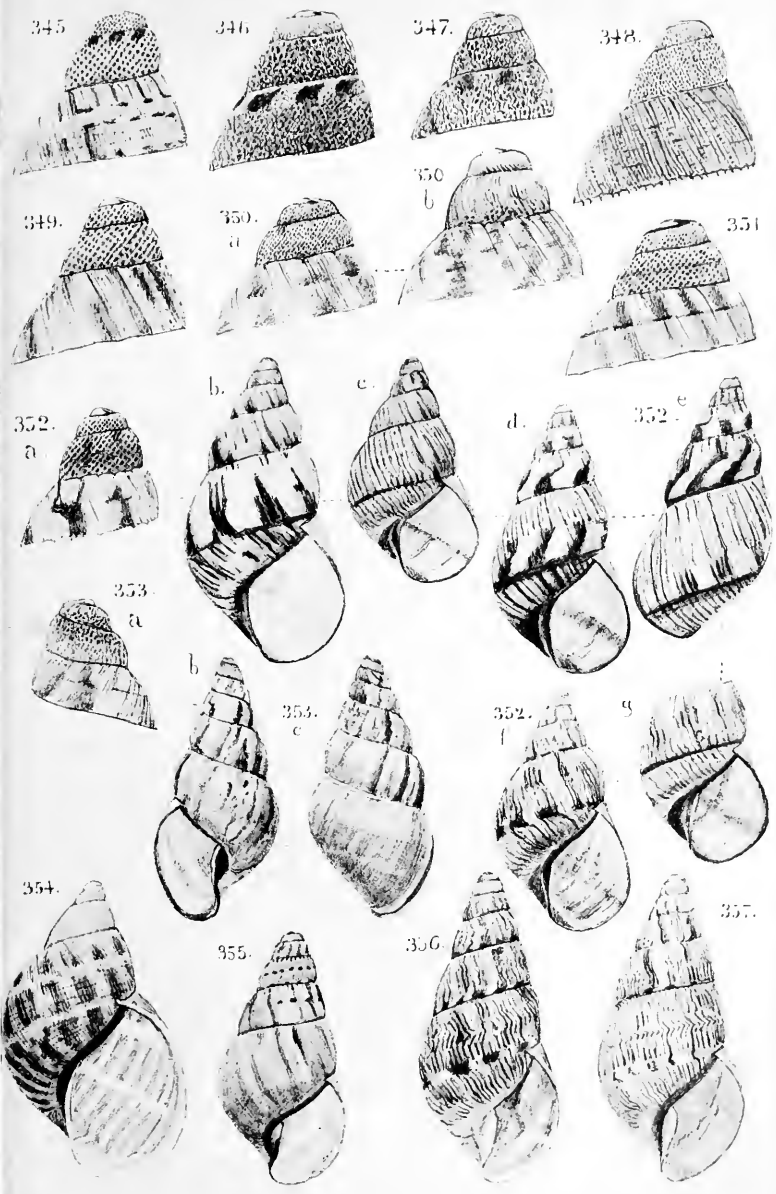 345. 346 347. 348.
349. 350. a 350 b 351
352. a b. c. d. 352 e
353. a b 353. c 352. f g
354. 355. 356. 357.